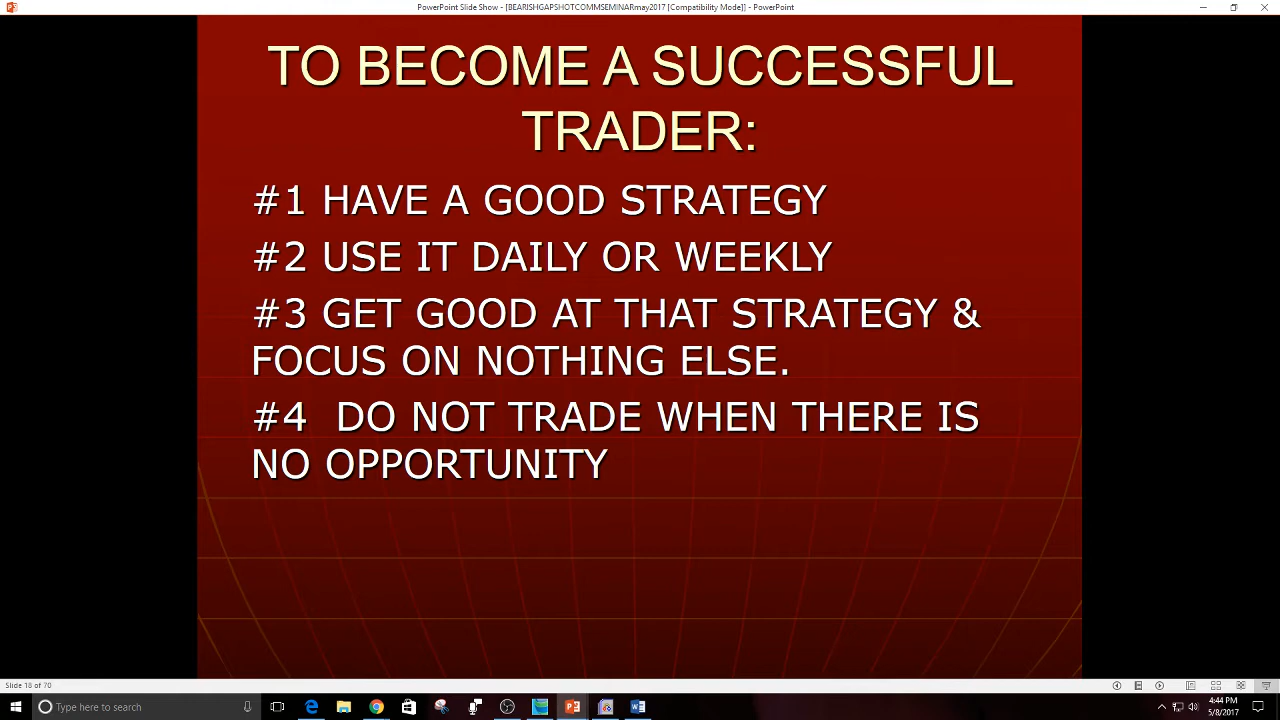 PowerPoint Slide Show - [BEARISHGAPSHOTCOMMSEMINARmay2017 [Compatibility Mode]] - PowerPoint
TO BECOME A SUCCESSFUL
TRADER:
#1 HAVE A GOOD STRATEGY
#2 USE IT DAILY OR WEEKLY
#3 GET GOOD AT THAT STRATEGY &
FOCUS ON NOTHING ELSE.
#4 DO NOT TRADE WHEN THERE IS
NO OPPORTUNITY
Slide 18 of 70
Type here to search
4:44 PM
5/8/2017